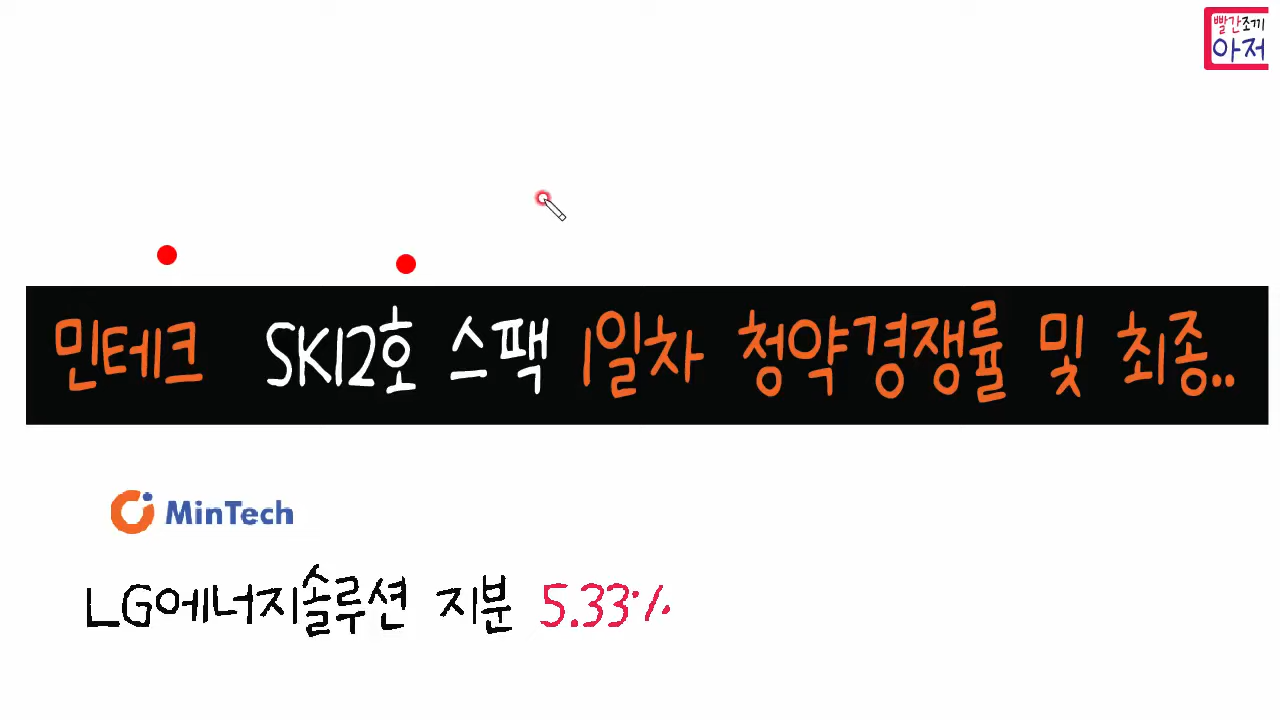 빨간조끼
아저
민테크 SK12호 스팩 1일차 청약경쟁률 및 최종..
MinTech
LG에너지솔루션 지분 5.33%